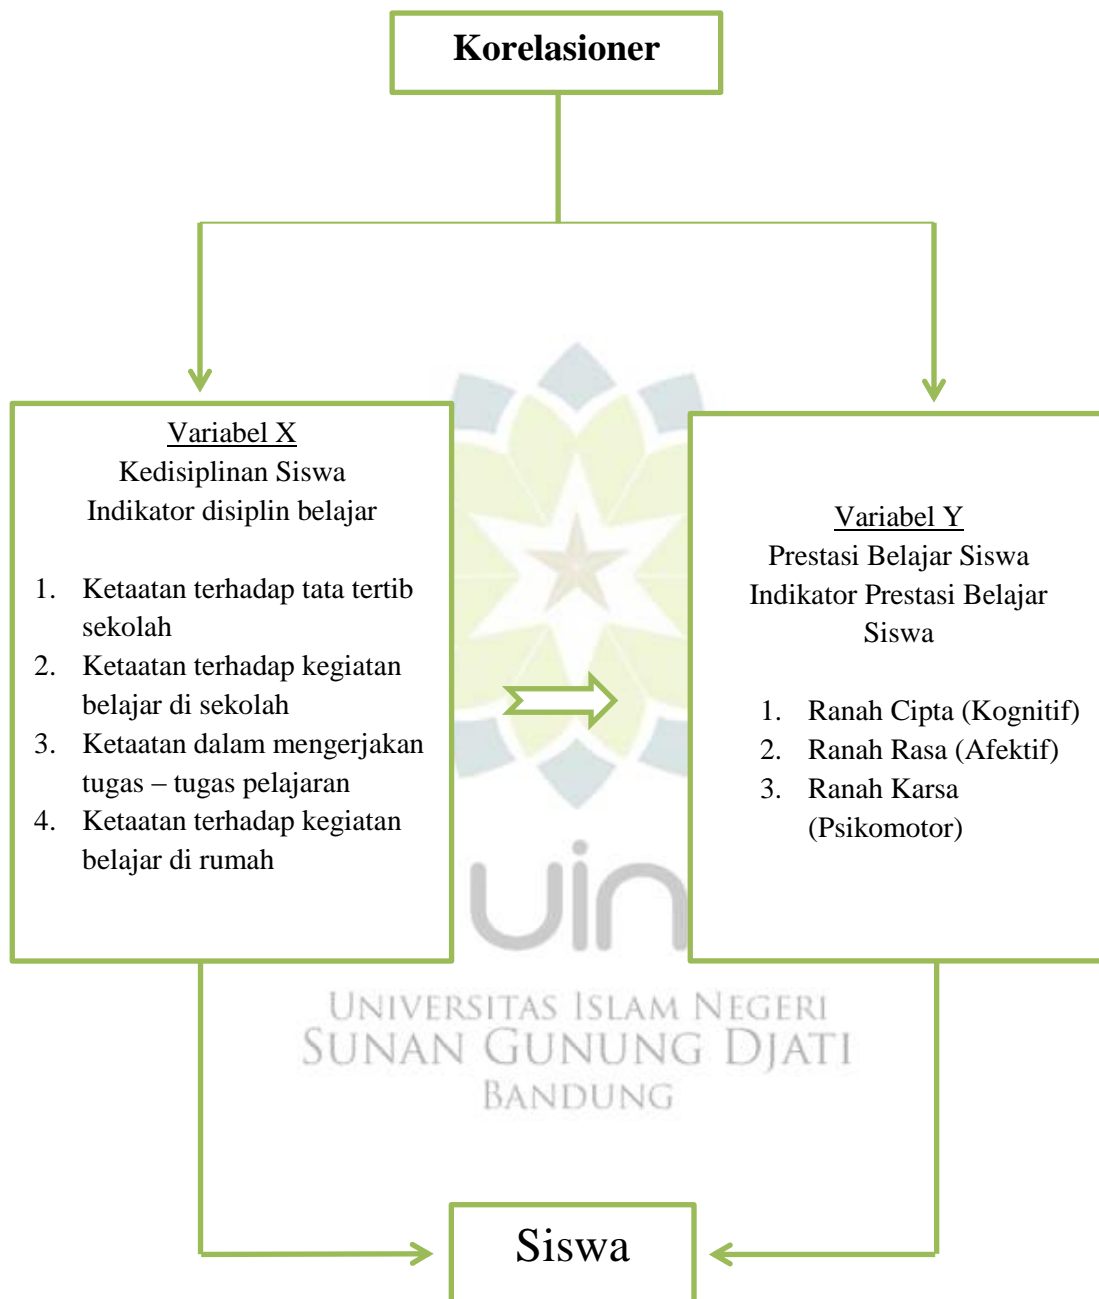 Korelasioner
Variabel X
Kedisiplinan Siswa
Indikator disiplin belajar
1. Ketaatan terhadap tata tertib
sekolah
2. Ketaatan terhadap kegiatan
belajar di sekolah
3. Ketaatan dalam mengerjakan
tugas – tugas pelajaran
4. Ketaatan terhadap kegiatan
belajar di rumah
Variabel Y
Prestasi Belajar Siswa
Indikator Prestasi Belajar
Siswa
1. Ranah Cipta (Kognitif)
2. Ranah Rasa (Afektif)
3. Ranah Karsa
(Psikomotor)
uin
UNIVERSITAS ISLAM NEGERI
SUNAN GUNUNG DJATI
BANDUNG
Siswa